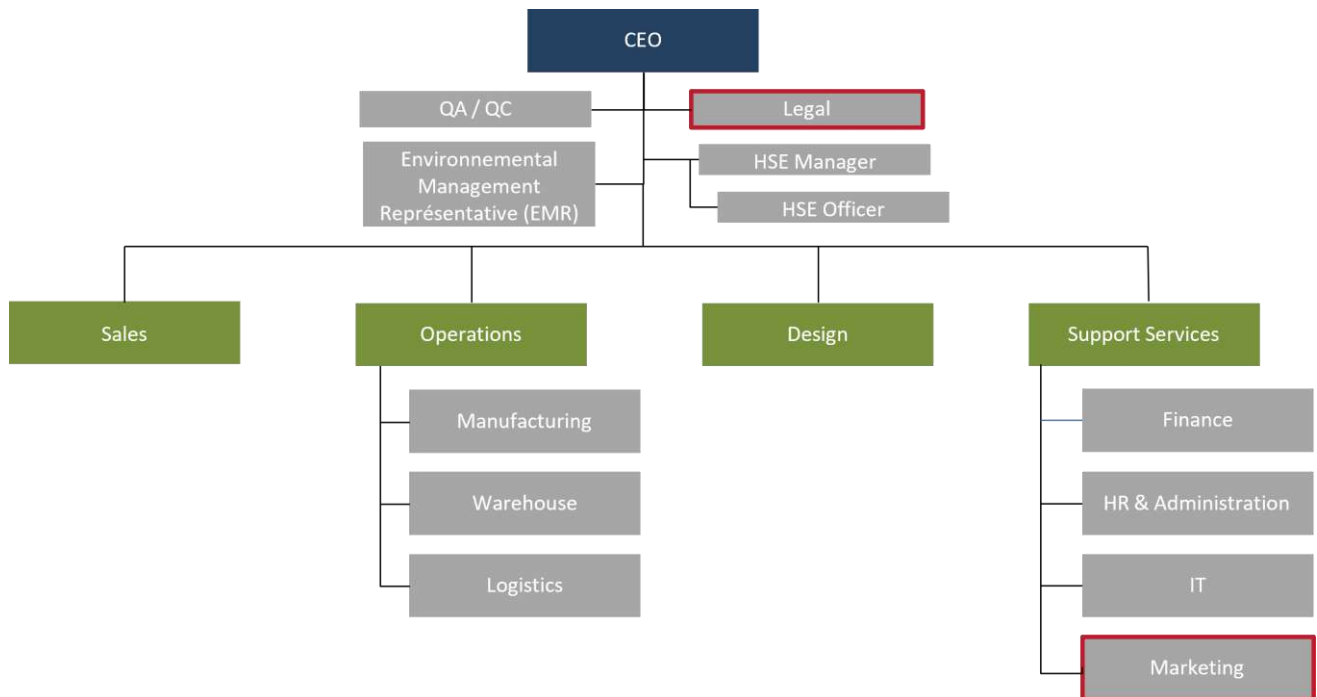 CEO
QA / QC
Legal
Environnemental
Management
Représentative (EMR)
HSE Manager
HSE Officer
Sales
Operations
Design
Support Services
Manufacturing
Finance
Warehouse
HR & Administration
Logistics
IT
Marketing